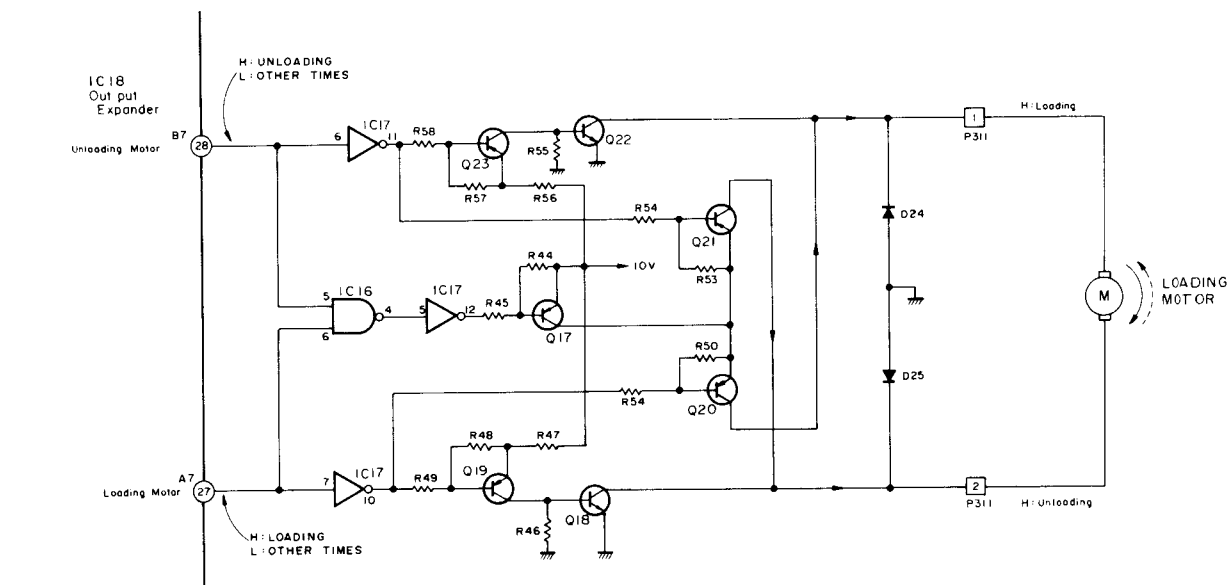 IC18
Out put
Expander
H: UNLOADING
L: OTHER TIMES
B7
28
Unloading Motor
6
IC17
11
R58
Q23
R57
R56
R55
Q22
H: Loading
1
P311
R54
Q21
R53
D24
R44
10V
5
IC16
4
6
5
IC17
12
R45
Q17
M
LOADING
MOTOR
R50
R54
Q20
D25
A7
27
Loading Motor
7
IC17
10
R49
R48
R47
Q19
R46
Q18
2
P311
H: Unloading
H: LOADING
L: OTHER TIMES